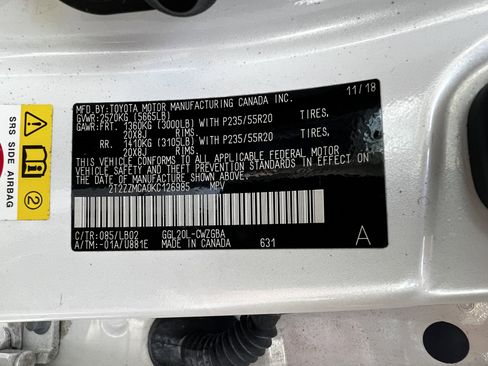 MFD.BY:TOYOTA MOTOR MANUFACTURING CANADA INC. 11/18
GVWR:2570KG (5665LB)
GAWR:FRT. 1360KG (3000LB) WITH P235/55R20 TIRES,
20X8J RIMS.
RR. 1410KG (3105LB) WITH P235/55R20 TIRES,
20X8J RIMS.
THIS VEHICLE CONFORMS TO ALL APPLICABLE FEDERAL MOTOR
VEHICLE SAFETY AND THEFT PREVENTION STANDARDS IN EFFECT ON
THE DATE OF MANUFACTURE SHOWN ABOVE.
2T2ZZMCA0KC126985 MPV
C/TR:085/LB02 GGL20L-CWZGBA
A/TM:-01A/U881E MADE IN CANADA 631 A
SRS SIDE AIRBAG
2